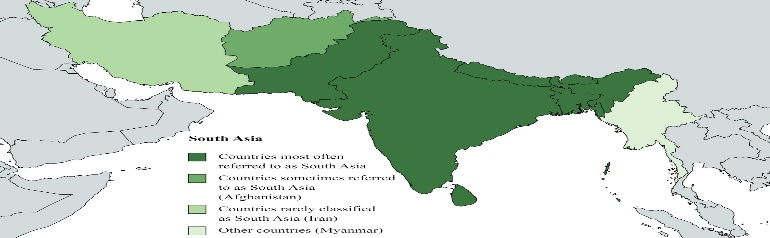 South Asia
Countries most often
referred to as South Asia
Countries sometimes referred
to as South Asia
(Afghanistan)
Countries rarely classified
as South Asia (Iran)
Other countries (Myanmar)